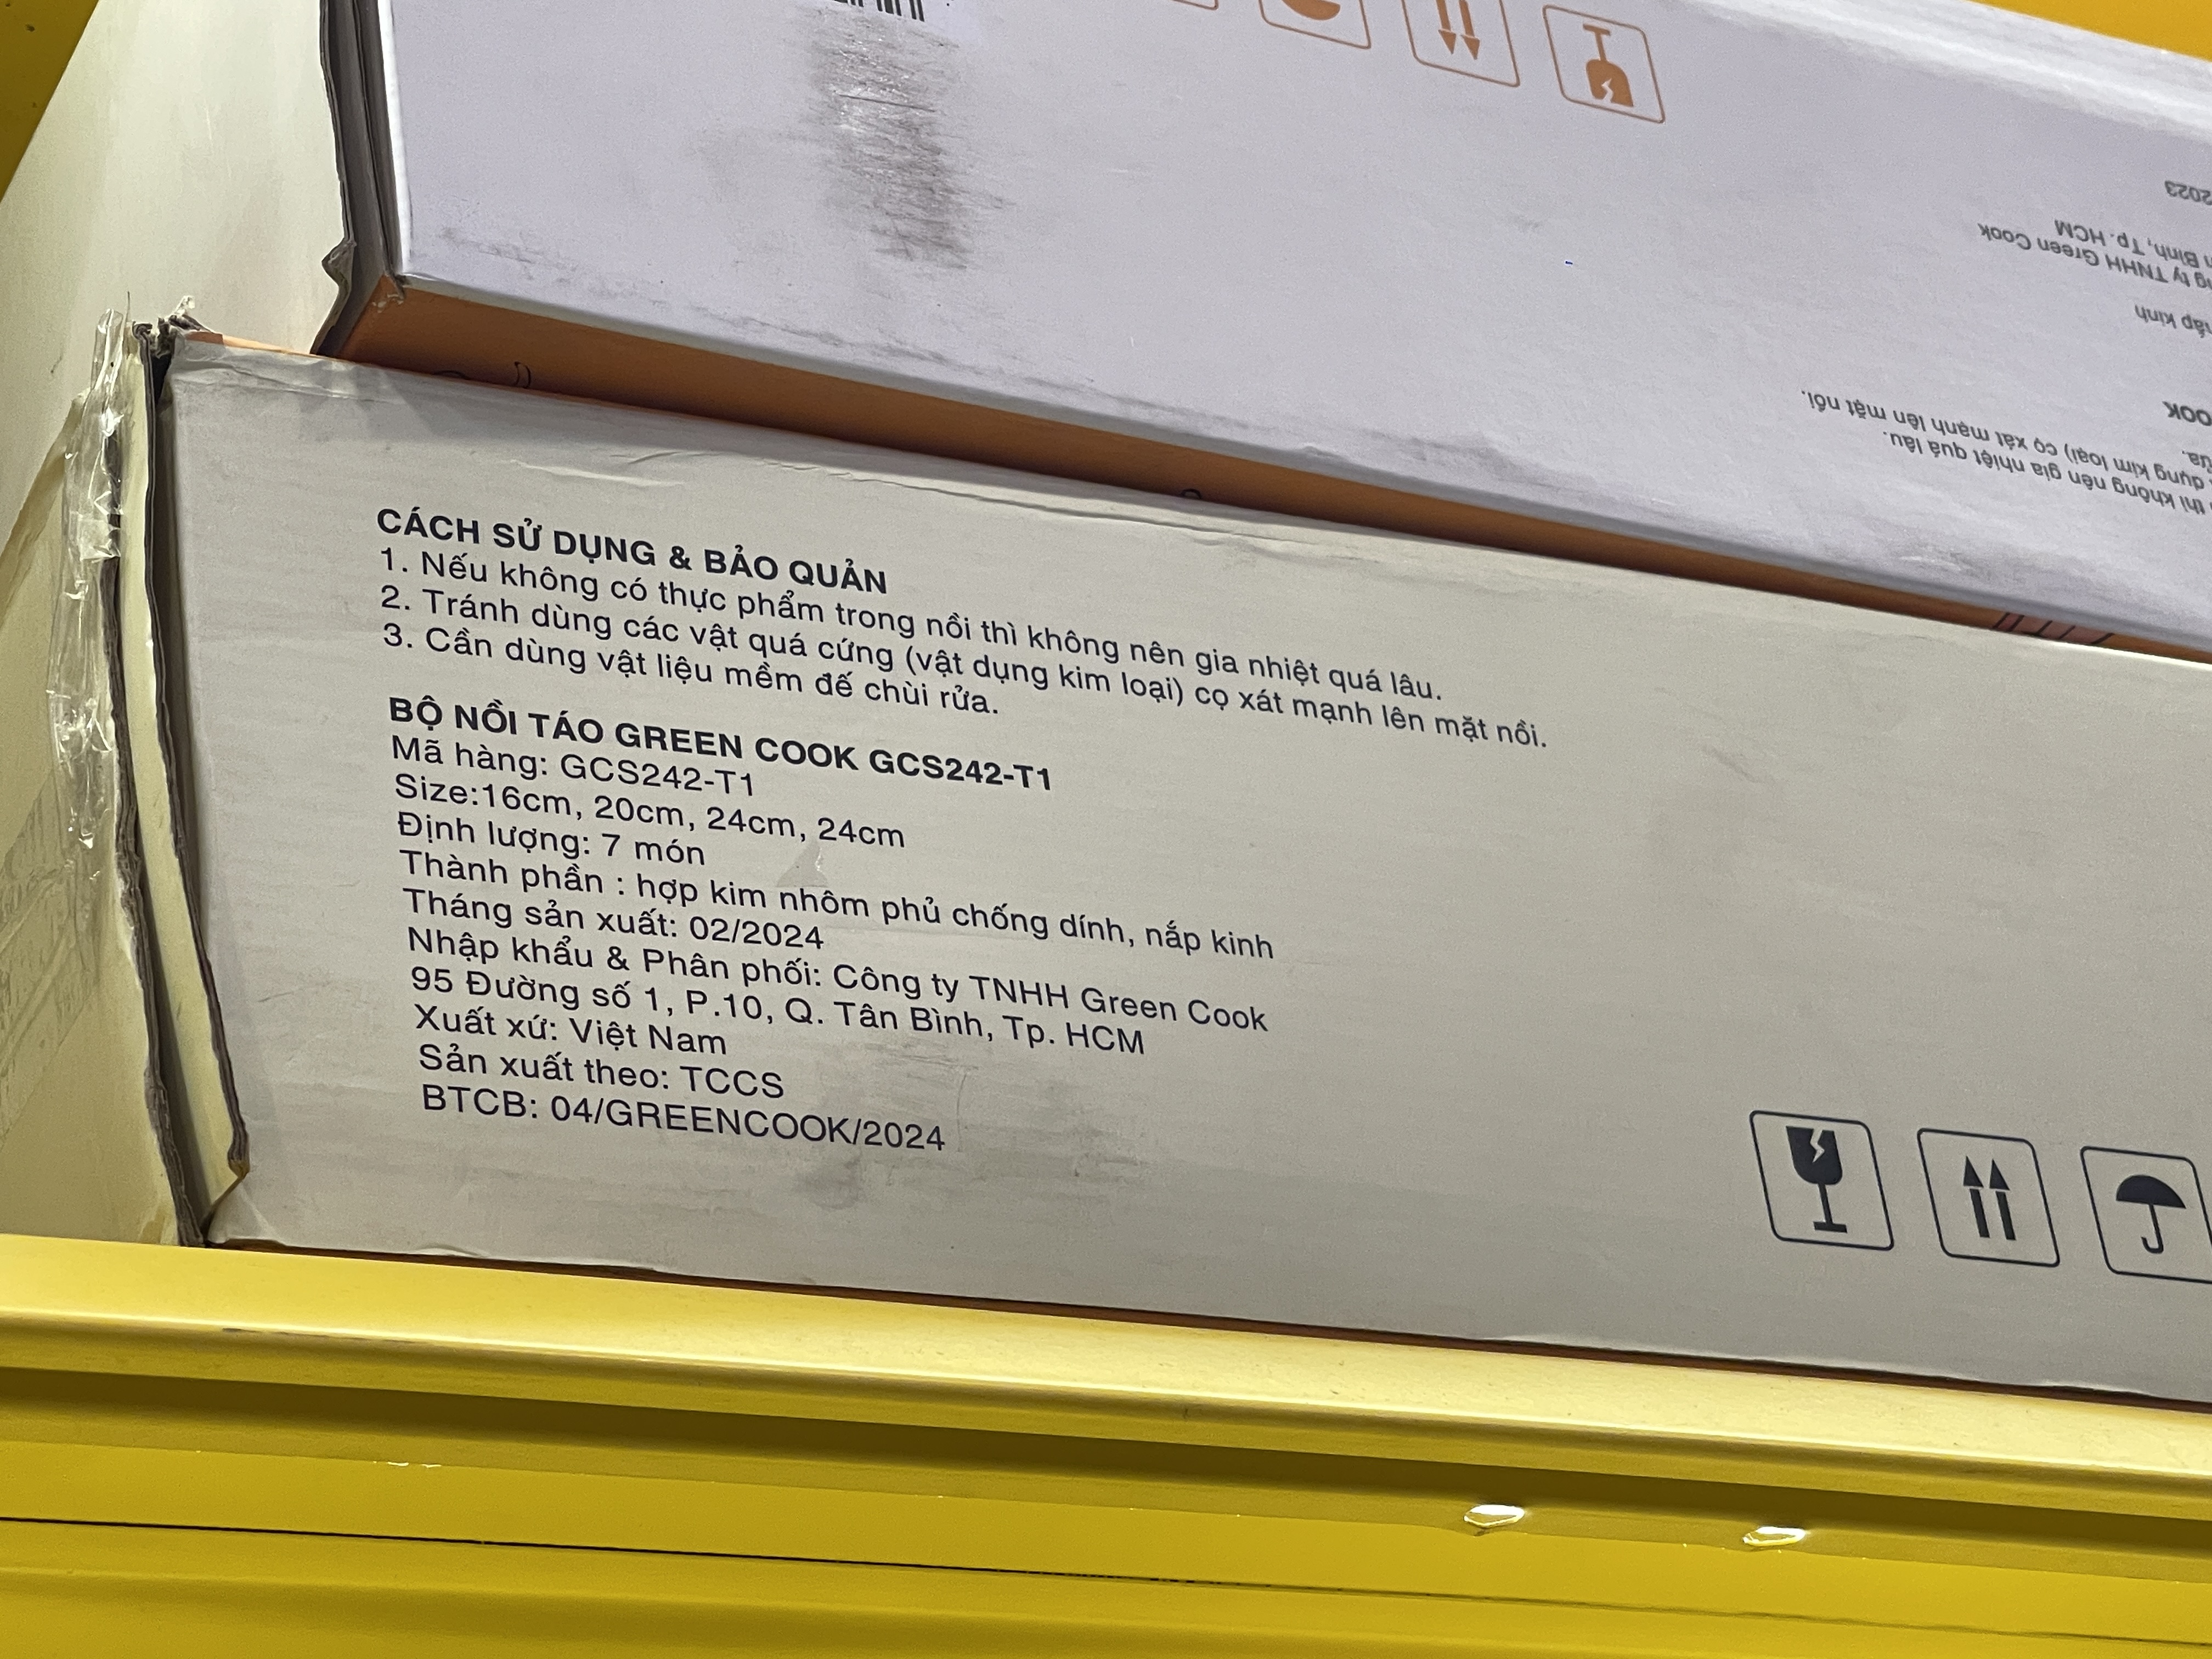 2023
Bình, Tp. HCM
ty TNHH Green Cook
kinh
thì không nên gia nhiệt quá lâu.
dụng kim loại) cọ xát mạnh lên mặt nồi.
CÁCH SỬ DỤNG & BẢO QUẢN
1. Nếu không có thực phẩm trong nồi thì không nên gia nhiệt quá lâu.
2. Tránh dùng các vật quá cứng (vật dụng kim loại) cọ xát mạnh lên mặt nồi.
3. Cần dùng vật liệu mềm đế chùi rửa.
BỘ NỒI TÁO GREEN COOK GCS242-T1
Mã hàng: GCS242-T1
Size:16cm, 20cm, 24cm, 24cm
Định lượng: 7 món
Thành phần : hợp kim nhôm phủ chống dính, nắp kinh
Tháng sản xuất: 02/2024
Nhập khẩu & Phân phối: Công ty TNHH Green Cook
95 Đường số 1, P.10, Q. Tân Bình, Tp. HCM
Xuất xứ: Việt Nam
Sản xuất theo: TCCS
BTCB: 04/GREENCOOK/2024